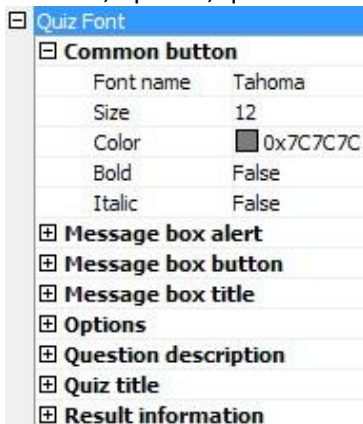 Quiz Font
Common button
Font name Tahoma
Size 12
Color 0x7C7C7C
Bold False
Italic False
Message box alert
Message box button
Message box title
Options
Question description
Quiz title
Result information